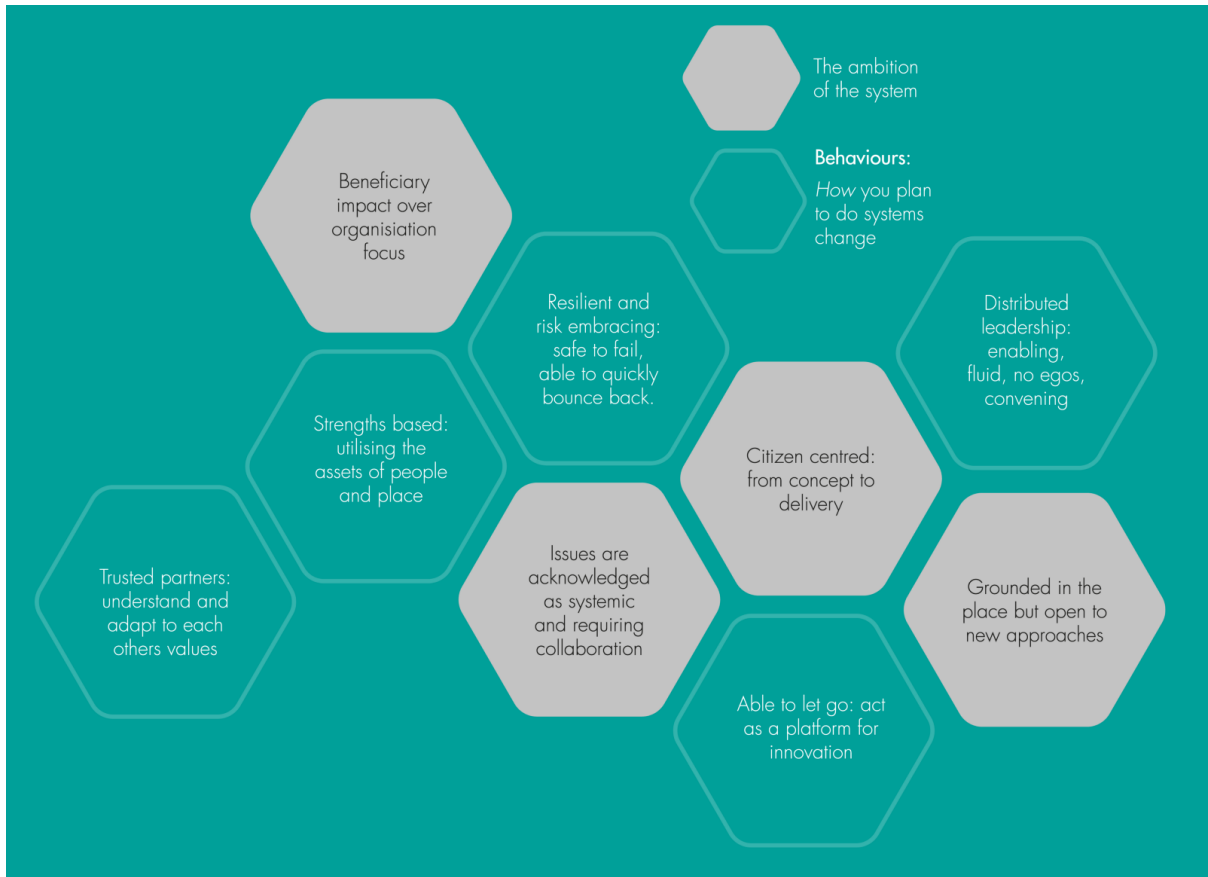 The ambition
of the system
Behaviours:
How you plan
to do systems
change
Beneficiary
impact over
organisiation
focus
Resilient and
risk embracing:
safe to fail,
able to quickly
bounce back.
Distributed
leadership:
enabling,
fluid, no egos,
convening
Strengths based:
utilising the
assets of people
and place
Citizen centred:
from concept to
delivery
Trusted partners:
understand and
adapt to each
others values
Issues are
acknowledged
as systemic
and requiring
collaboration
Grounded in the
place but open to
new approaches
Able to let go: act
as a platform for
innovation